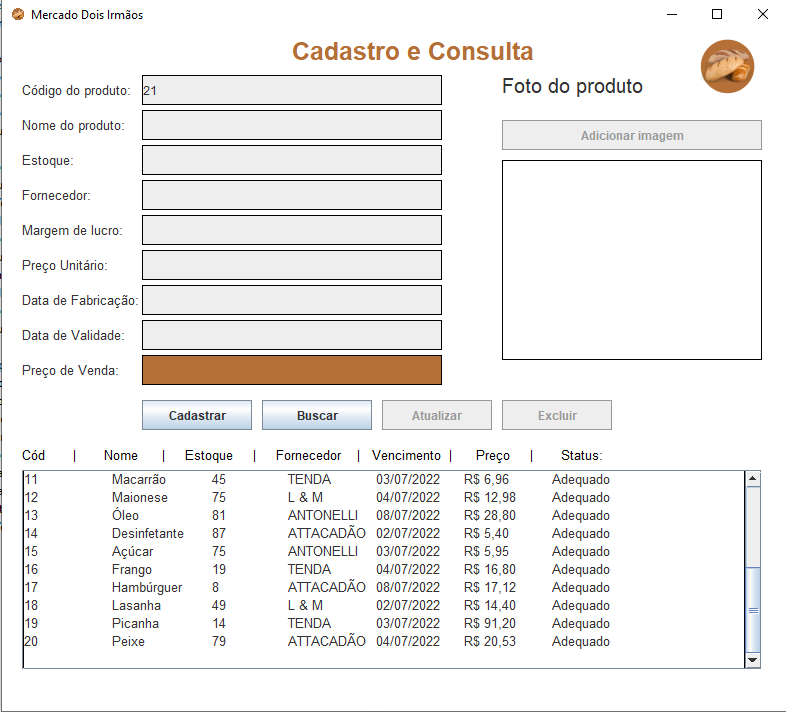 Mercado Dois Irmãos
Cadastro e Consulta
Código do produto: 21
Foto do produto
Nome do produto:
Adicionar imagem
Estoque:
Fornecedor:
Margem de lucro:
Preço Unitário:
Data de Fabricação:
Data de Validade:
Preço de Venda:
Cadastrar Buscar Atualizar Excluir
Cód | Nome | Estoque | Fornecedor | Vencimento | Preço | Status:
11 Macarrão 45 TENDA 03/07/2022 R$ 6,96 Adequado
12 Maionese 75 L & M 04/07/2022 R$ 12,98 Adequado
13 Óleo 81 ANTONELLI 08/07/2022 R$ 28,80 Adequado
14 Desinfetante 87 ATTACADÃO 02/07/2022 R$ 5,40 Adequado
15 Açúcar 75 ANTONELLI 03/07/2022 R$ 5,95 Adequado
16 Frango 19 TENDA 04/07/2022 R$ 16,80 Adequado
17 Hambúrguer 8 ATTACADÃO 08/07/2022 R$ 17,12 Adequado
18 Lasanha 49 L & M 02/07/2022 R$ 14,40 Adequado
19 Picanha 14 TENDA 03/07/2022 R$ 91,20 Adequado
20 Peixe 79 ATTACADÃO 04/07/2022 R$ 20,53 Adequado